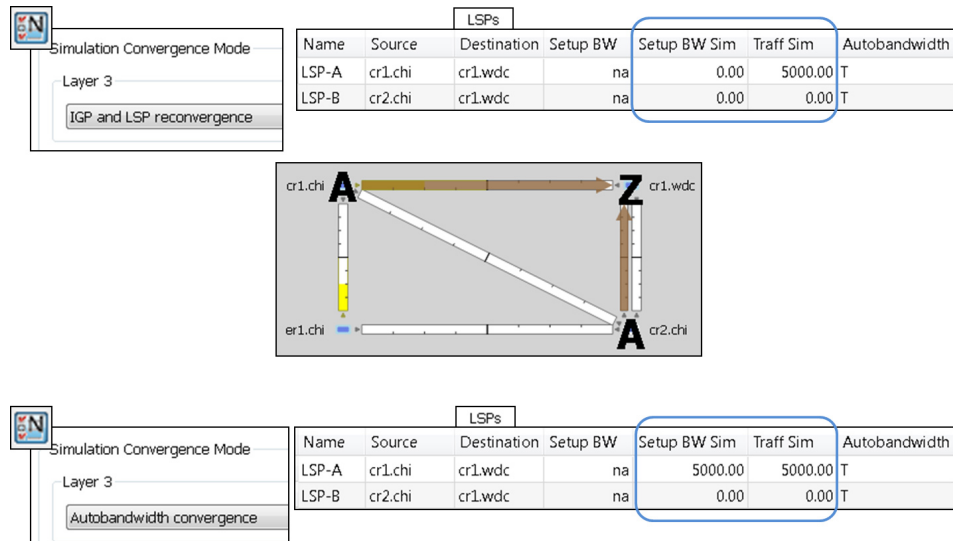 LSPs
N
Simulation Convergence Mode
Layer 3
IGP and LSP reconvergence
Name Source Destination Setup BW Setup BW Sim Traff Sim Autobandwidth
LSP-A cr1.chi cr1.wdc na 0.00 5000.00 T
LSP-B cr2.chi cr1.wdc na 0.00 0.00 T
cr1.chi A Z cr1.wdc
er1.chi A cr2.chi
LSPs
N
Simulation Convergence Mode
Layer 3
Autobandwidth convergence
Name Source Destination Setup BW Setup BW Sim Traff Sim Autobandwidth
LSP-A cr1.chi cr1.wdc na 5000.00 5000.00 T
LSP-B cr2.chi cr1.wdc na 0.00 0.00 T